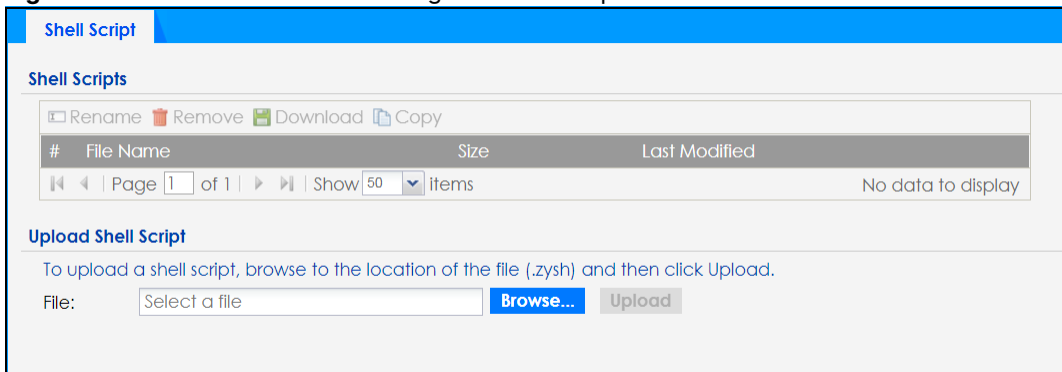 Shell Script
Shell Scripts
Rename Remove Download Copy
# File Name Size Last Modified
Page 1 of 1 Show 50 items No data to display
Upload Shell Script
To upload a shell script, browse to the location of the file (.zysh) and then click Upload.
File: Select a file Browse... Upload